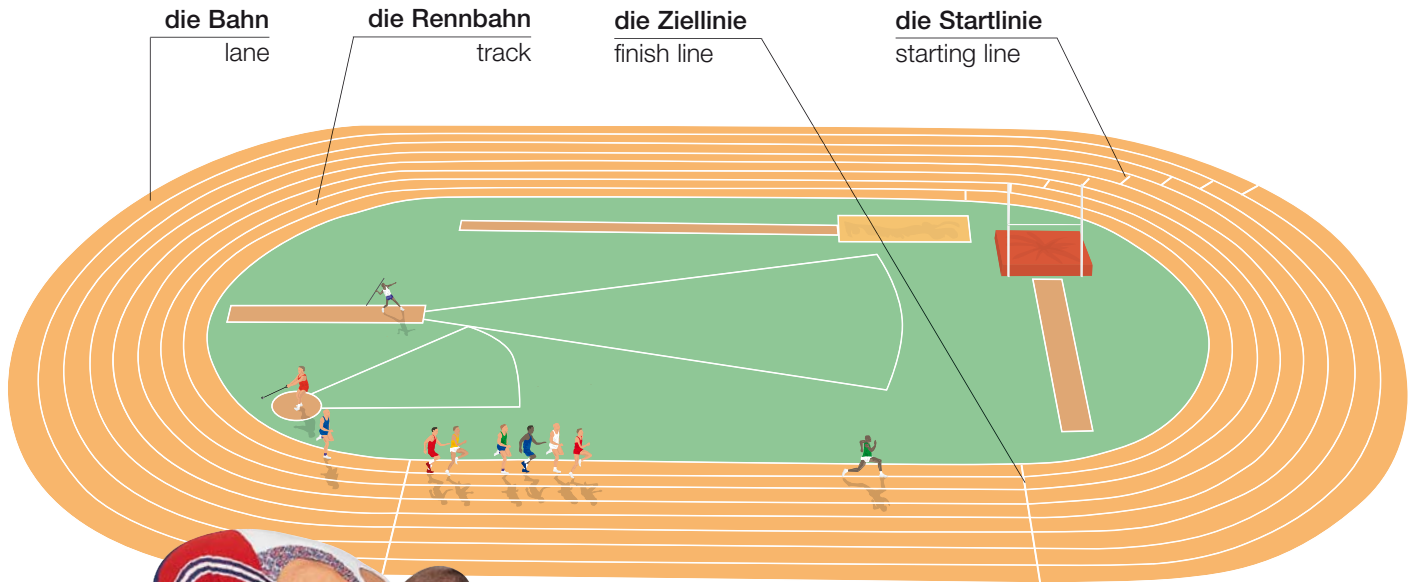 die Bahn
lane
die Rennbahn
track
die Ziellinie
finish line
die Startlinie
starting line